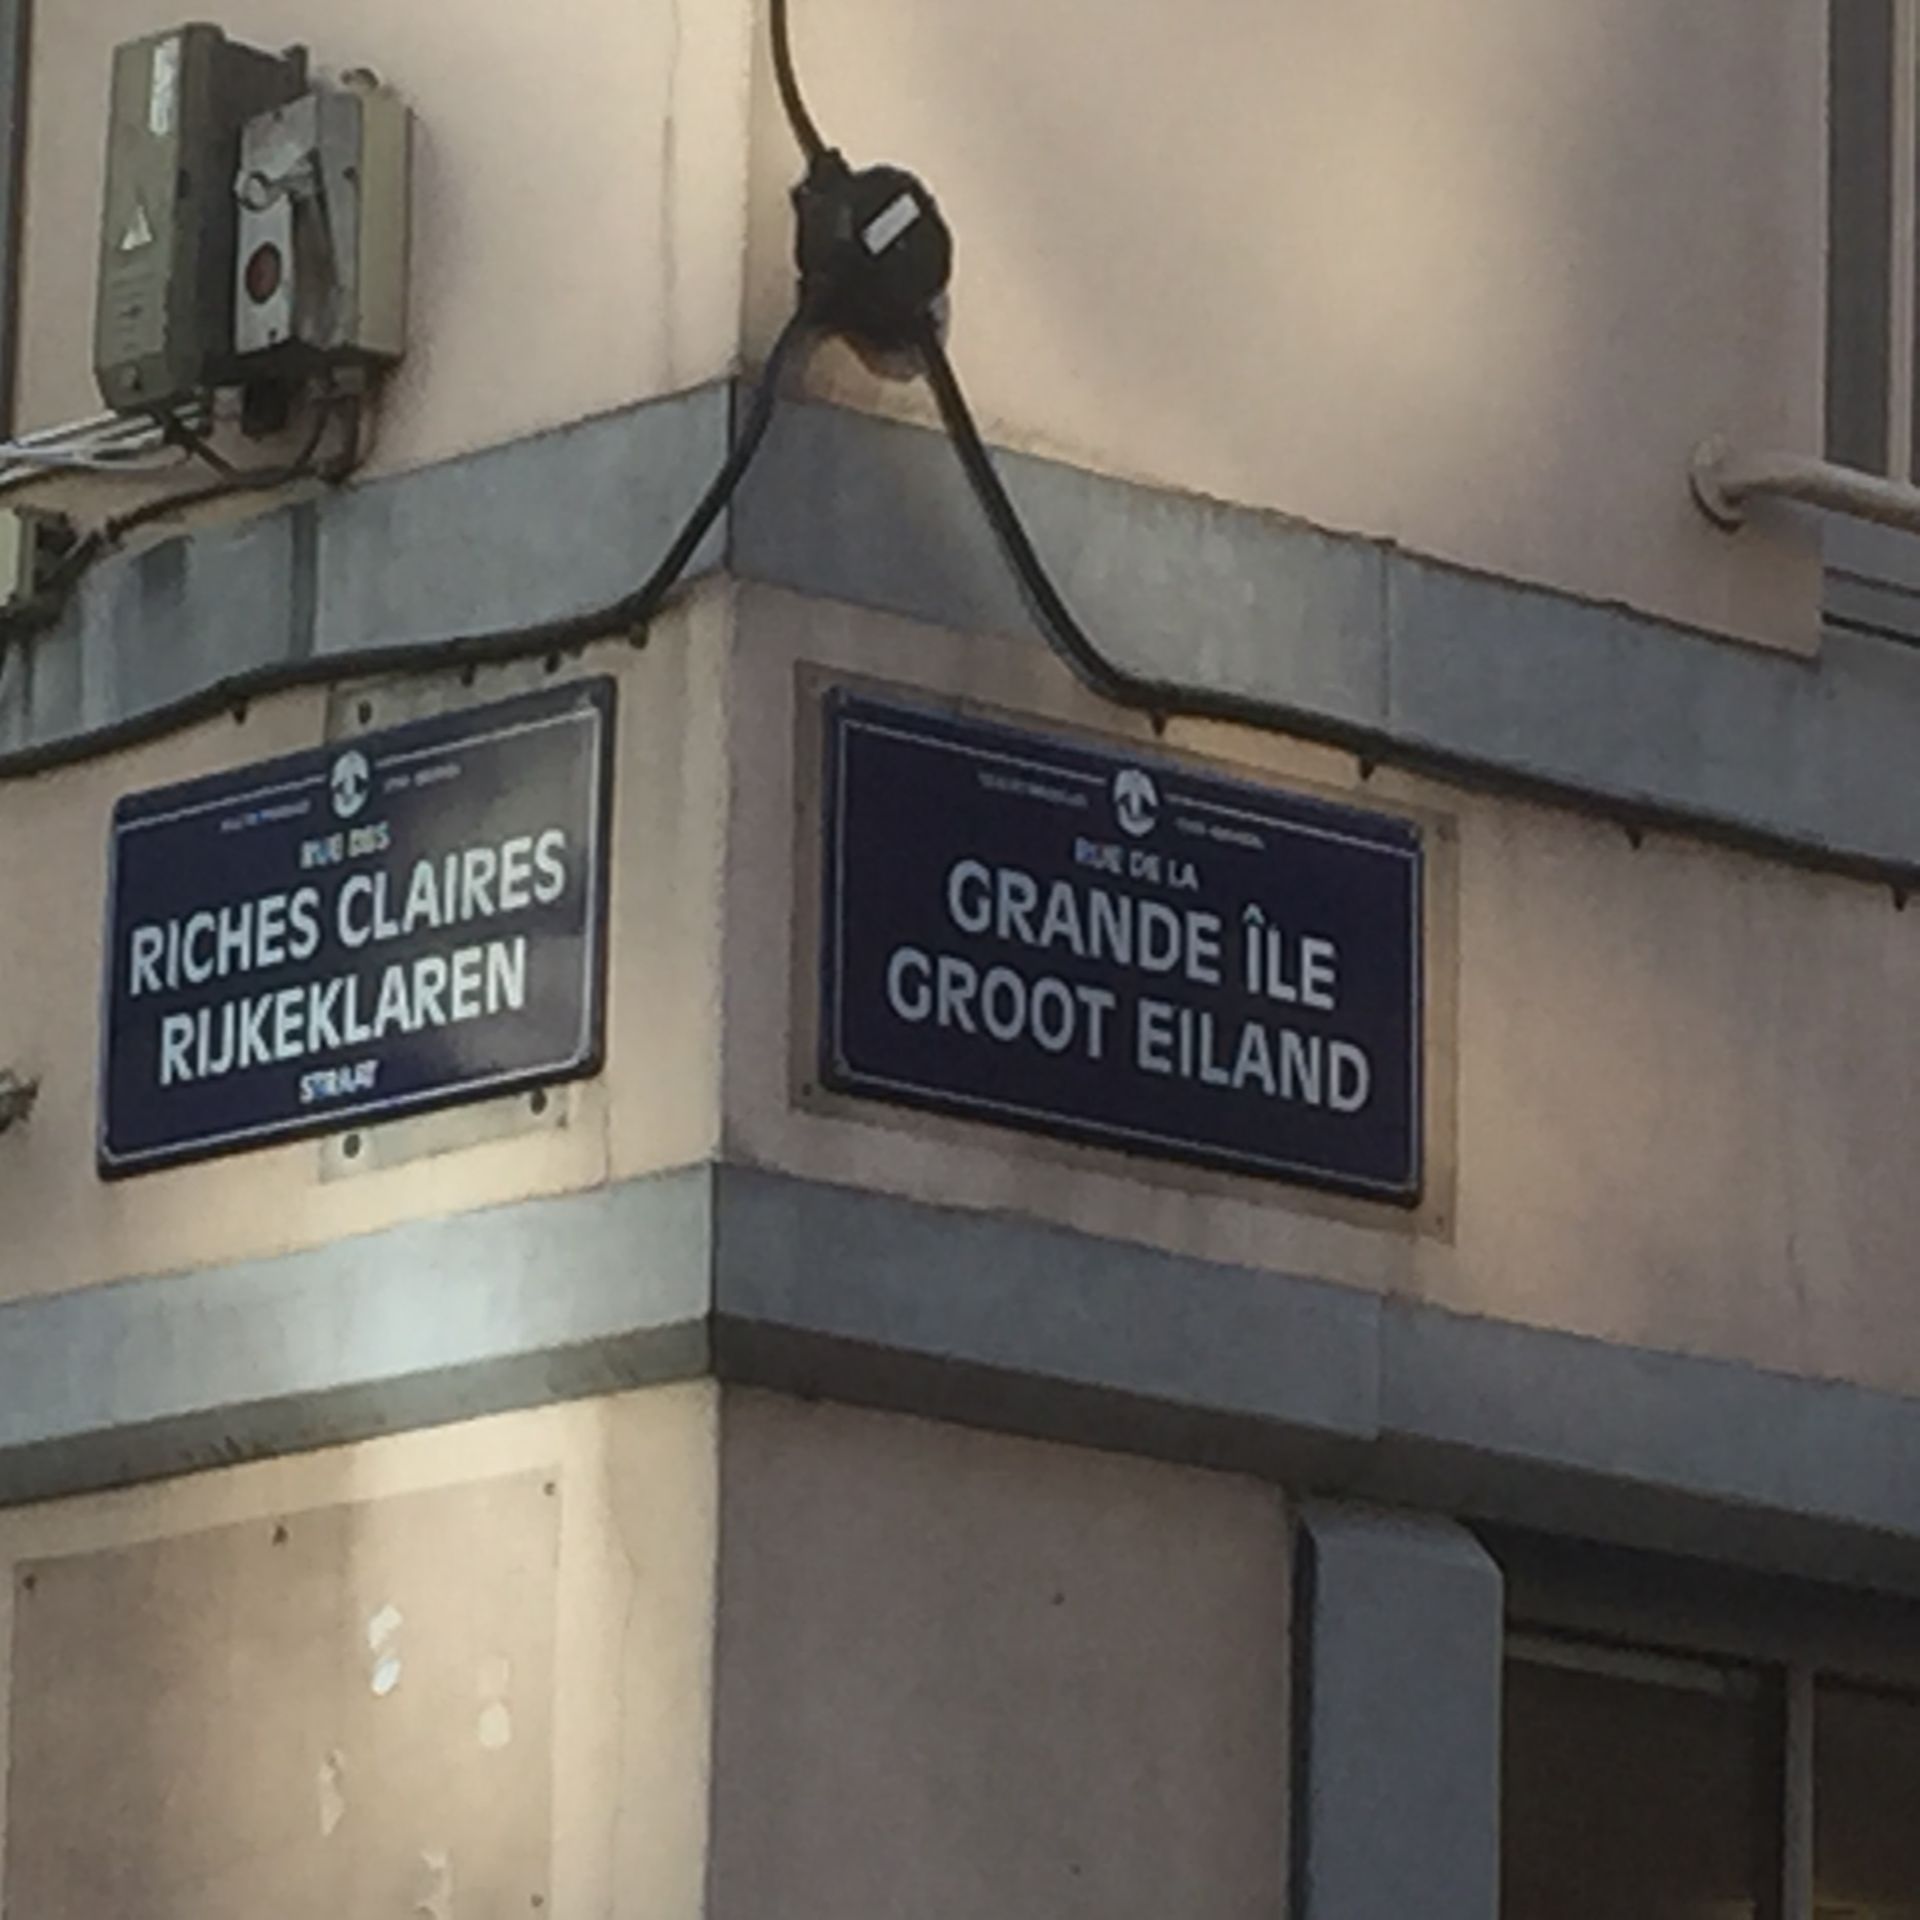 RUE DES
RICHES CLAIRES
RIJKEKLAREN
STRAAT
RUE DE LA
GRANDE ÎLE
GROOT EILAND